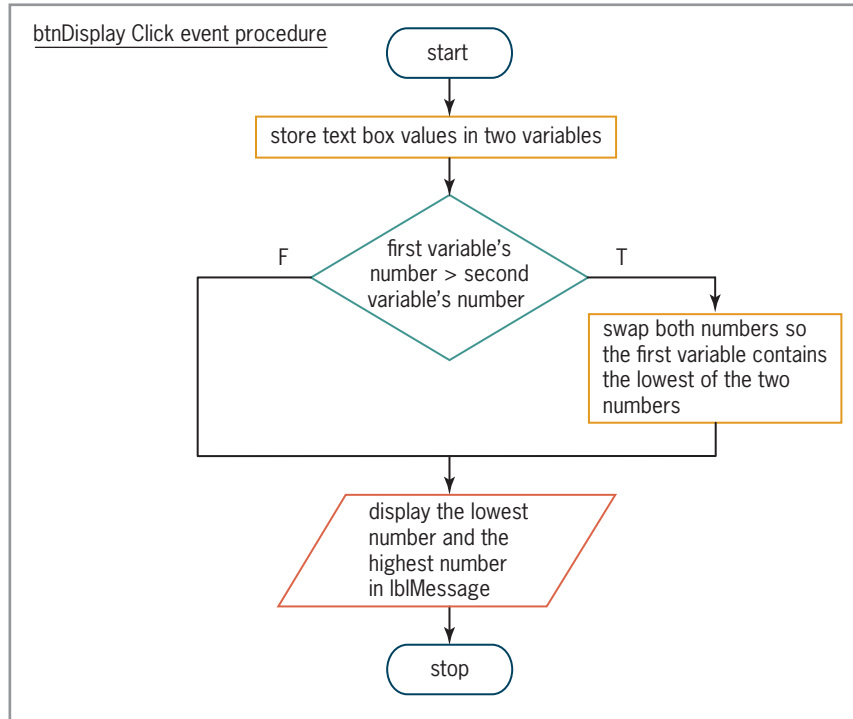 btnDisplay Click event procedure
start
store text box values in two variables
first variable's
number > second
variable's number
F
T
swap both numbers so
the first variable contains
the lowest of the two
numbers
display the lowest
number and the
highest number
in lblMessage
stop